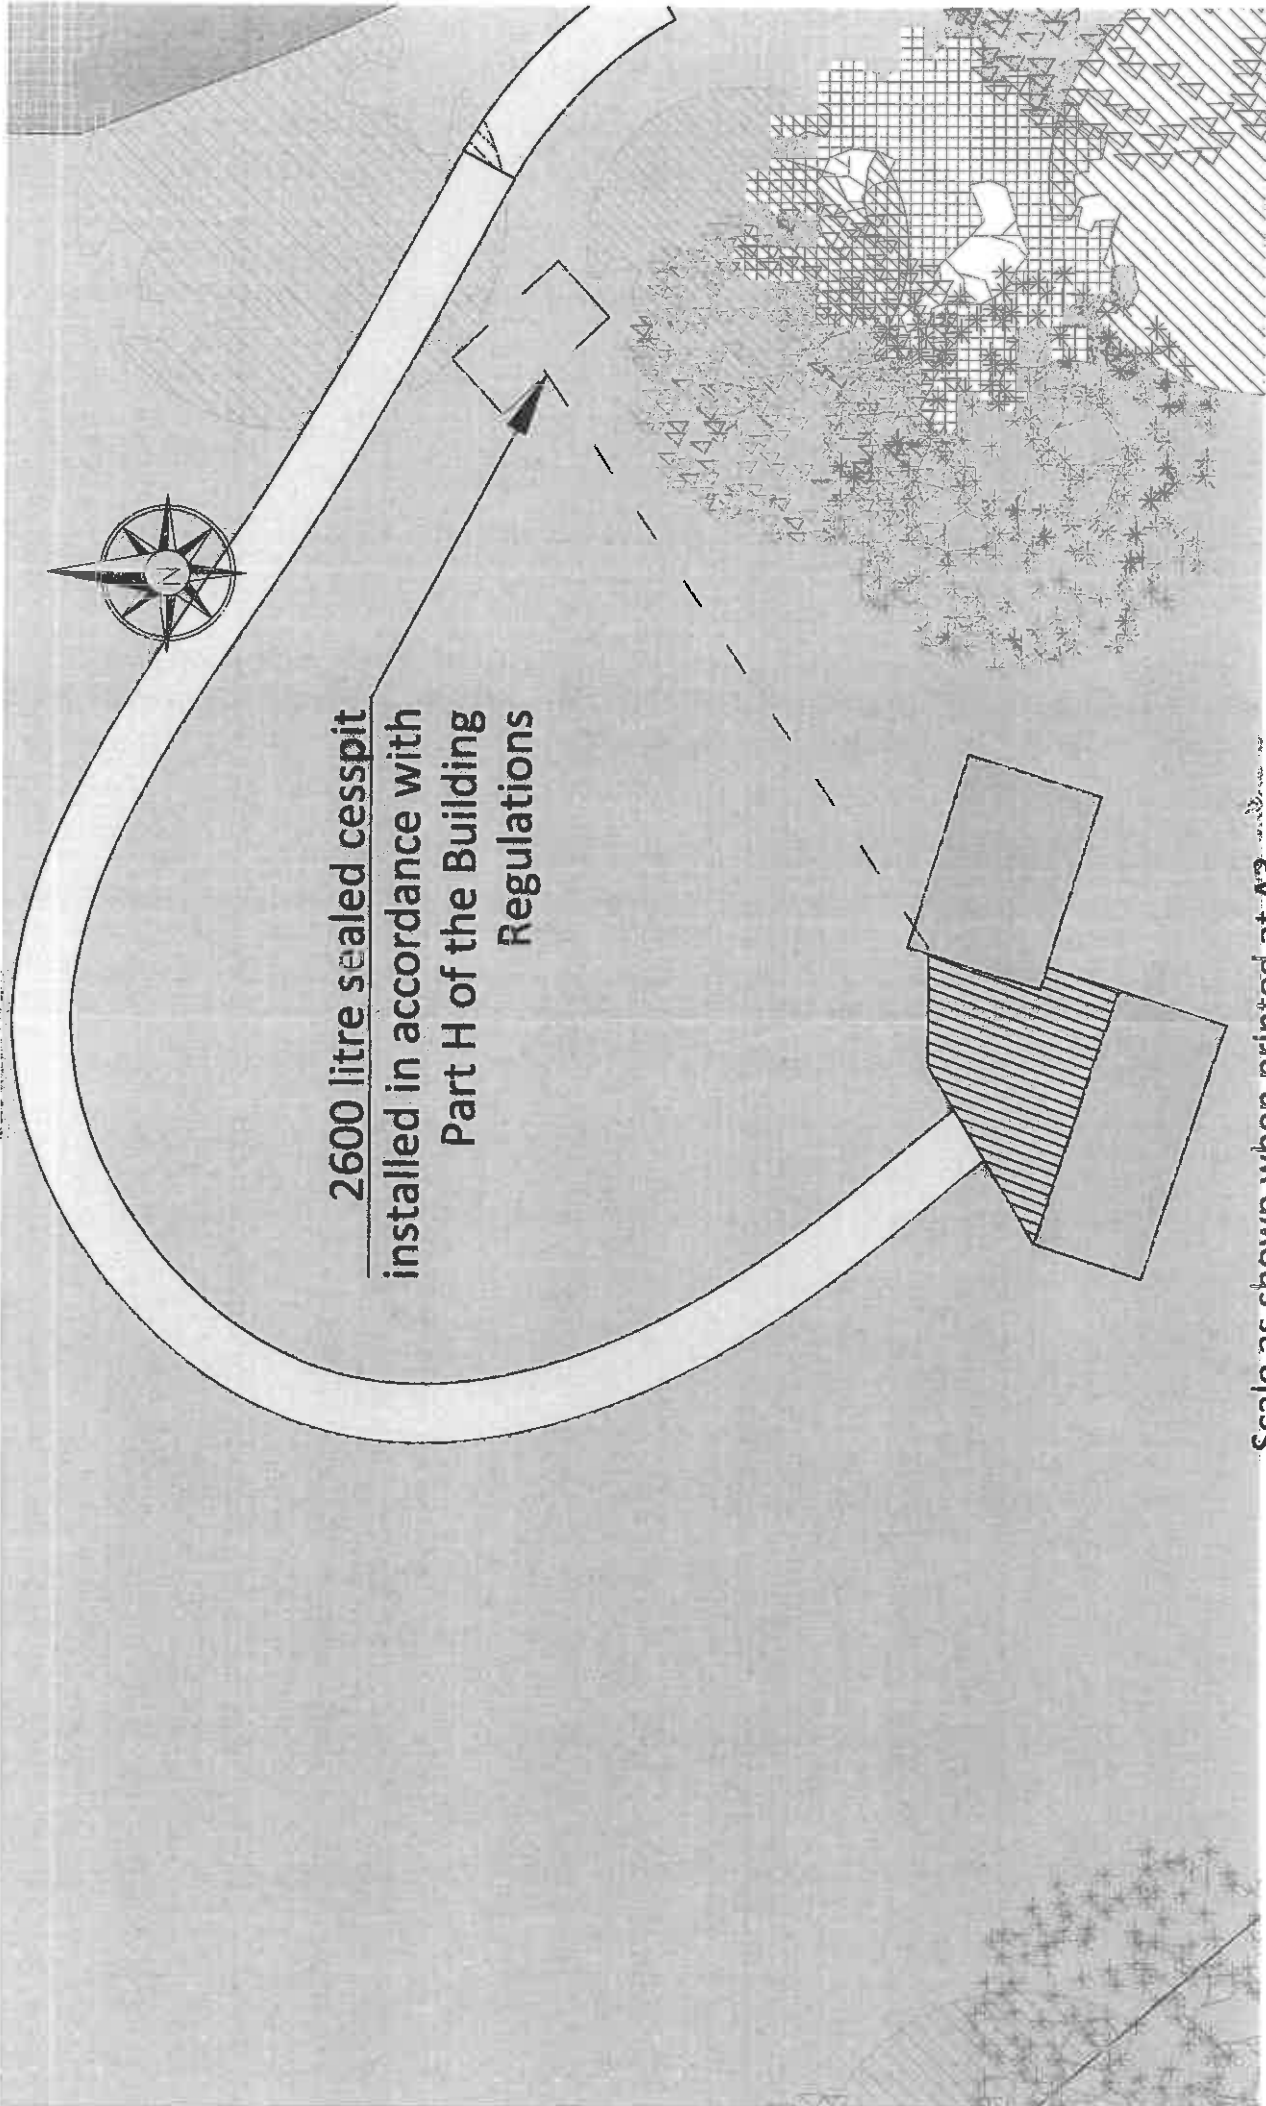 2600 litre sealed cesspit
installed in accordance with
Part H of the Building
Regulations
N
Scale as shown when printed at A3